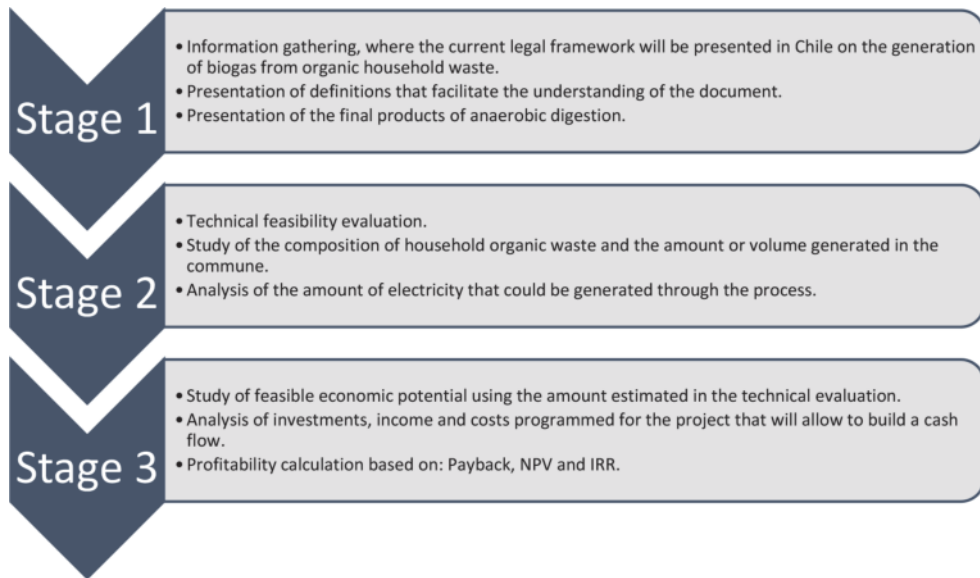 Stage 1
• Information gathering, where the current legal framework will be presented in Chile on the generation
of biogas from organic household waste.
• Presentation of definitions that facilitate the understanding of the document.
• Presentation of the final products of anaerobic digestion.
Stage 2
• Technical feasibility evaluation.
• Study of the composition of household organic waste and the amount or volume generated in the
commune.
• Analysis of the amount of electricity that could be generated through the process.
Stage 3
• Study of feasible economic potential using the amount estimated in the technical evaluation.
• Analysis of investments, income and costs programmed for the project that will allow to build a cash
flow.
• Profitability calculation based on: Payback, NPV and IRR.